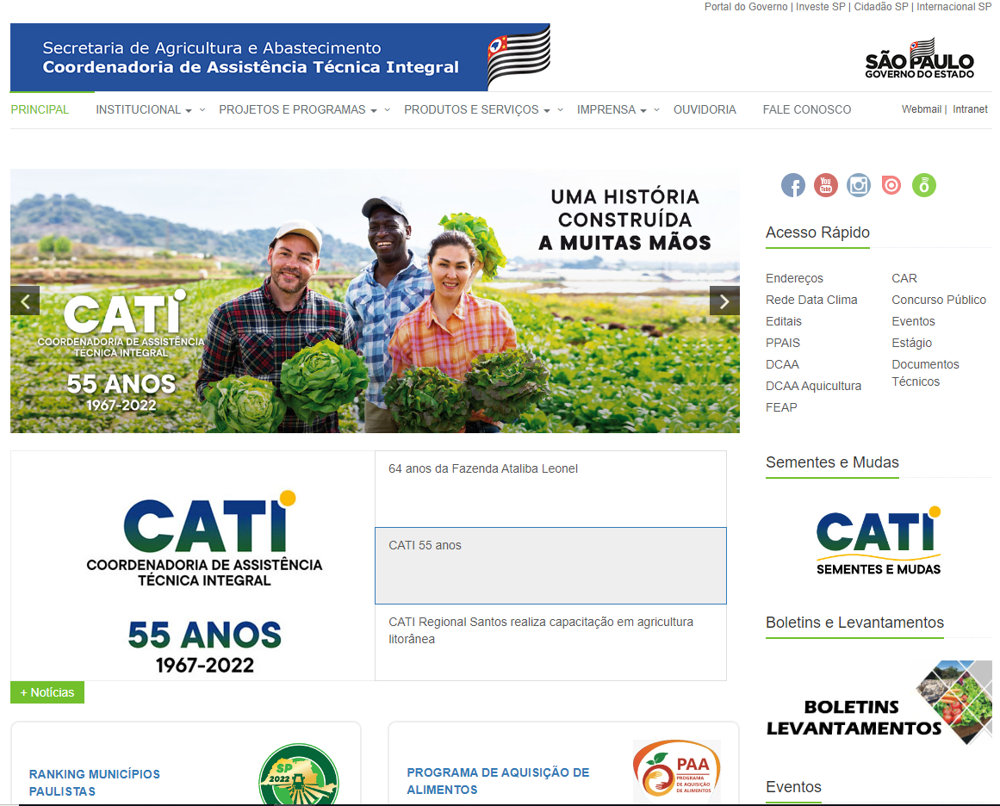 Portal do Governo | Investe SP | Cidadão SP | Internacional SP
Secretaria de Agricultura e Abastecimento
Coordenadoria de Assistência Técnica Integral
SÃO PAULO
GOVERNO DO ESTADO
PRINCIPAL INSTITUCIONAL PROJETOS E PROGRAMAS PRODUTOS E SERVIÇOS IMPRENSA OUVIDORIA FALE CONOSCO Webmail | Intranet
UMA HISTÓRIA
CONSTRUÍDA
A MUITAS MÃOS
CATI
COORDENADORIA DE ASSISTÊNCIA
TÉCNICA INTEGRAL
55 ANOS
1967-2022
You
Tube
Acesso Rápido
Endereços
Rede Data Clima
Editais
PPAIS
DCAA
DCAA Aquicultura
FEAP
CAR
Concurso Público
Eventos
Estágio
Documentos
Técnicos
CATI
COORDENADORIA DE ASSISTÊNCIA
TÉCNICA INTEGRAL
55 ANOS
1967-2022
64 anos da Fazenda Ataliba Leonel
CATI 55 anos
CATI Regional Santos realiza capacitação em agricultura
litorânea
+ Notícias
Sementes e Mudas
CATI
SEMENTES E MUDAS
Boletins e Levantamentos
BOLETINS
LEVANTAMENTOS
Eventos
RANKING MUNICÍPIOS
PAULISTAS
SP
2022
PROGRAMA DE AQUISIÇÃO DE
ALIMENTOS
PAA
PROGRAMA
DE AQUISIÇÃO
DE ALIMENTOS